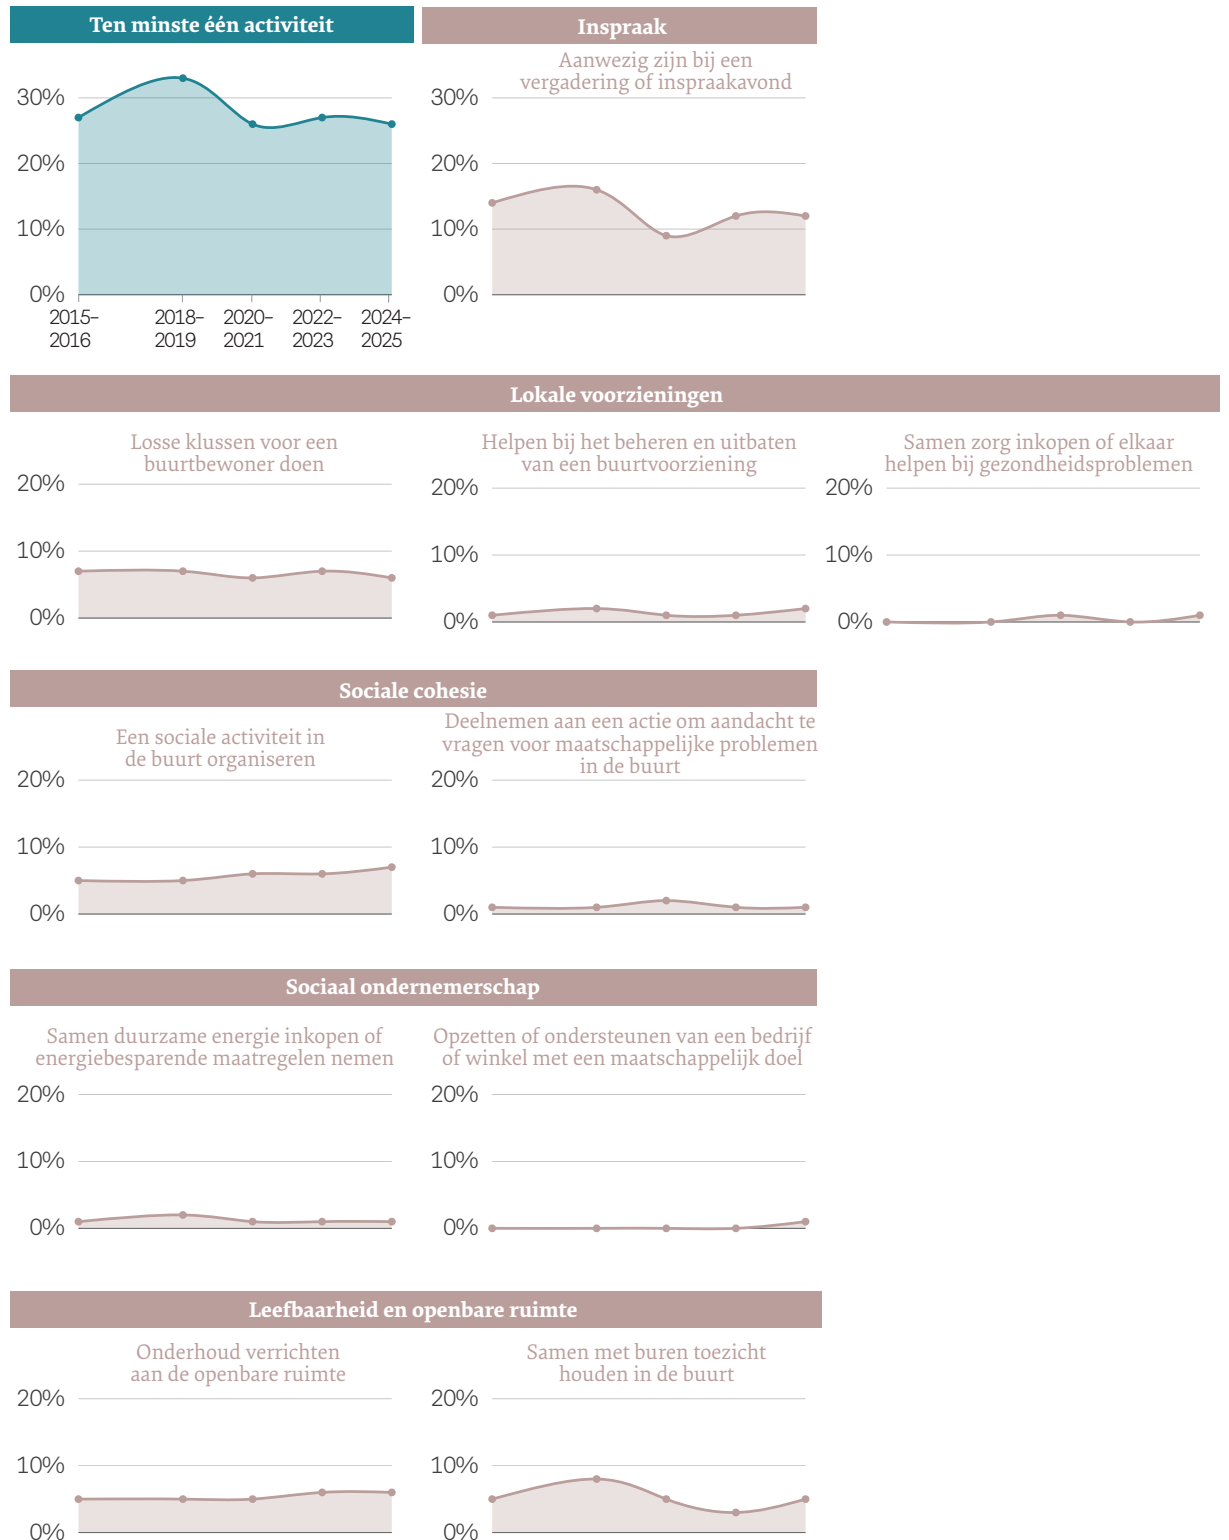 Ten minste één activiteit
30%
20%
10%
0%
2015–
2016
2018–
2019
2020–
2021
2022–
2023
2024–
2025
Inspraak
Aanwezig zijn bij een
vergadering of inspraakavond
30%
20%
10%
0%
Lokale voorzieningen
Losse klussen voor een
buurtbewoner doen
20%
10%
0%
Helpen bij het beheren en uitbaten
van een buurtvoorziening
20%
10%
0%
Samen zorg inkopen of elkaar
helpen bij gezondheidsproblemen
20%
10%
0%
Sociale cohesie
Een sociale activiteit in
de buurt organiseren
20%
10%
0%
Deelnemen aan een actie om aandacht te
vragen voor maatschappelijke problemen
in de buurt
20%
10%
0%
Sociaal ondernemerschap
Samen duurzame energie inkopen of
energiebesparende maatregelen nemen
20%
10%
0%
Opzetten of ondersteunen van een bedrijf
of winkel met een maatschappelijk doel
20%
10%
0%
Leefbaarheid en openbare ruimte
Onderhoud verrichten
aan de openbare ruimte
20%
10%
0%
Samen met buren toezicht
houden in de buurt
20%
10%
0%